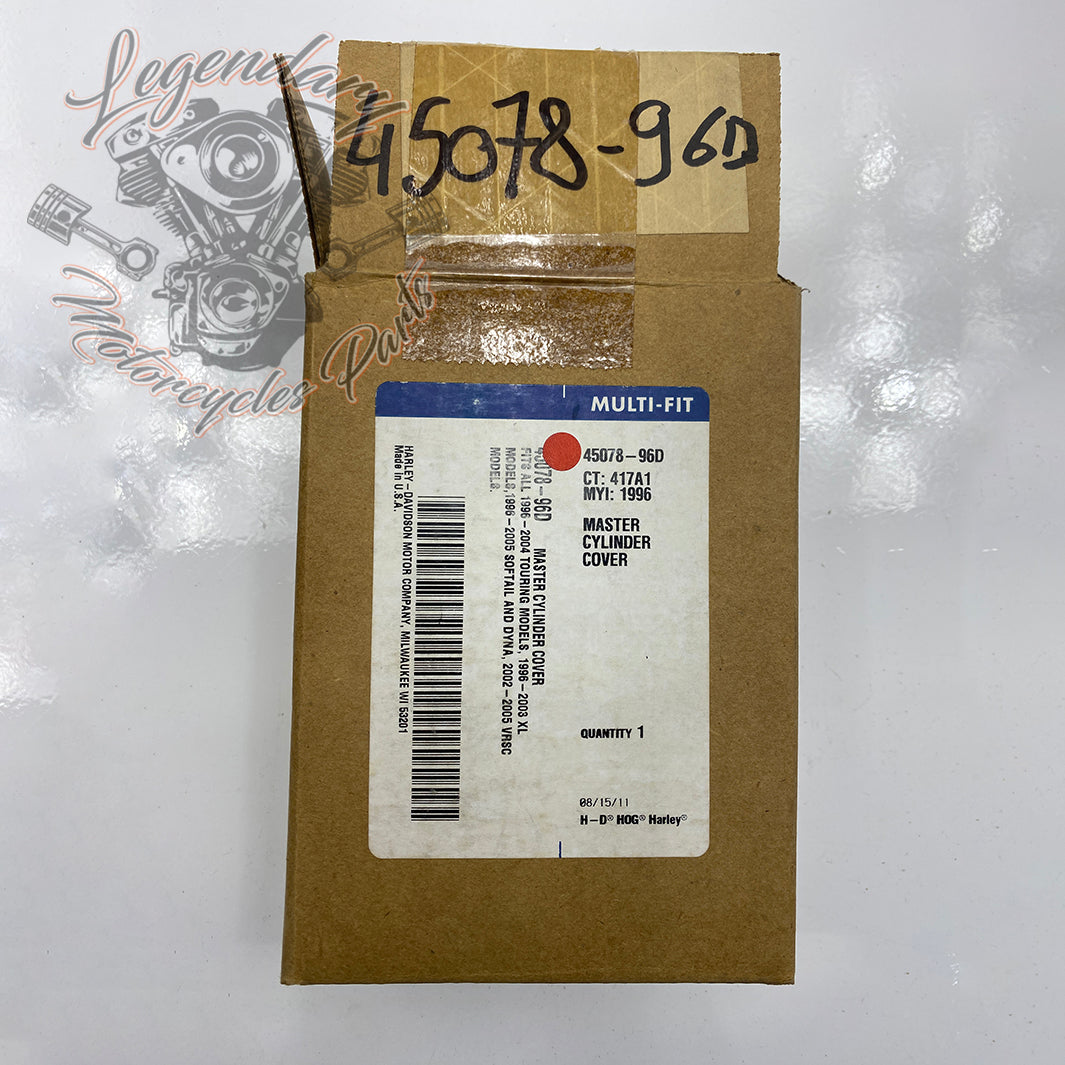 Legendary
Motorcycles Parts
45078-96D
MULTI-FIT
45078-96D
CT: 417A1
MYI: 1996
MASTER
CYLINDER
COVER
QUANTITY 1
08/15/11
H-D® HOG® Harley®
45078-96D MASTER CYLINDER COVER
FITS ALL 1996-2004 TOURING MODELS, 1996-2003 XL
MODELS,1996-2005 SOFTAIL AND DYNA, 2002-2005 VRSC
MODELS.
HARLEY-DAVIDSON MOTOR COMPANY, MILWAUKEE WI 53201
Made in U.S.A.